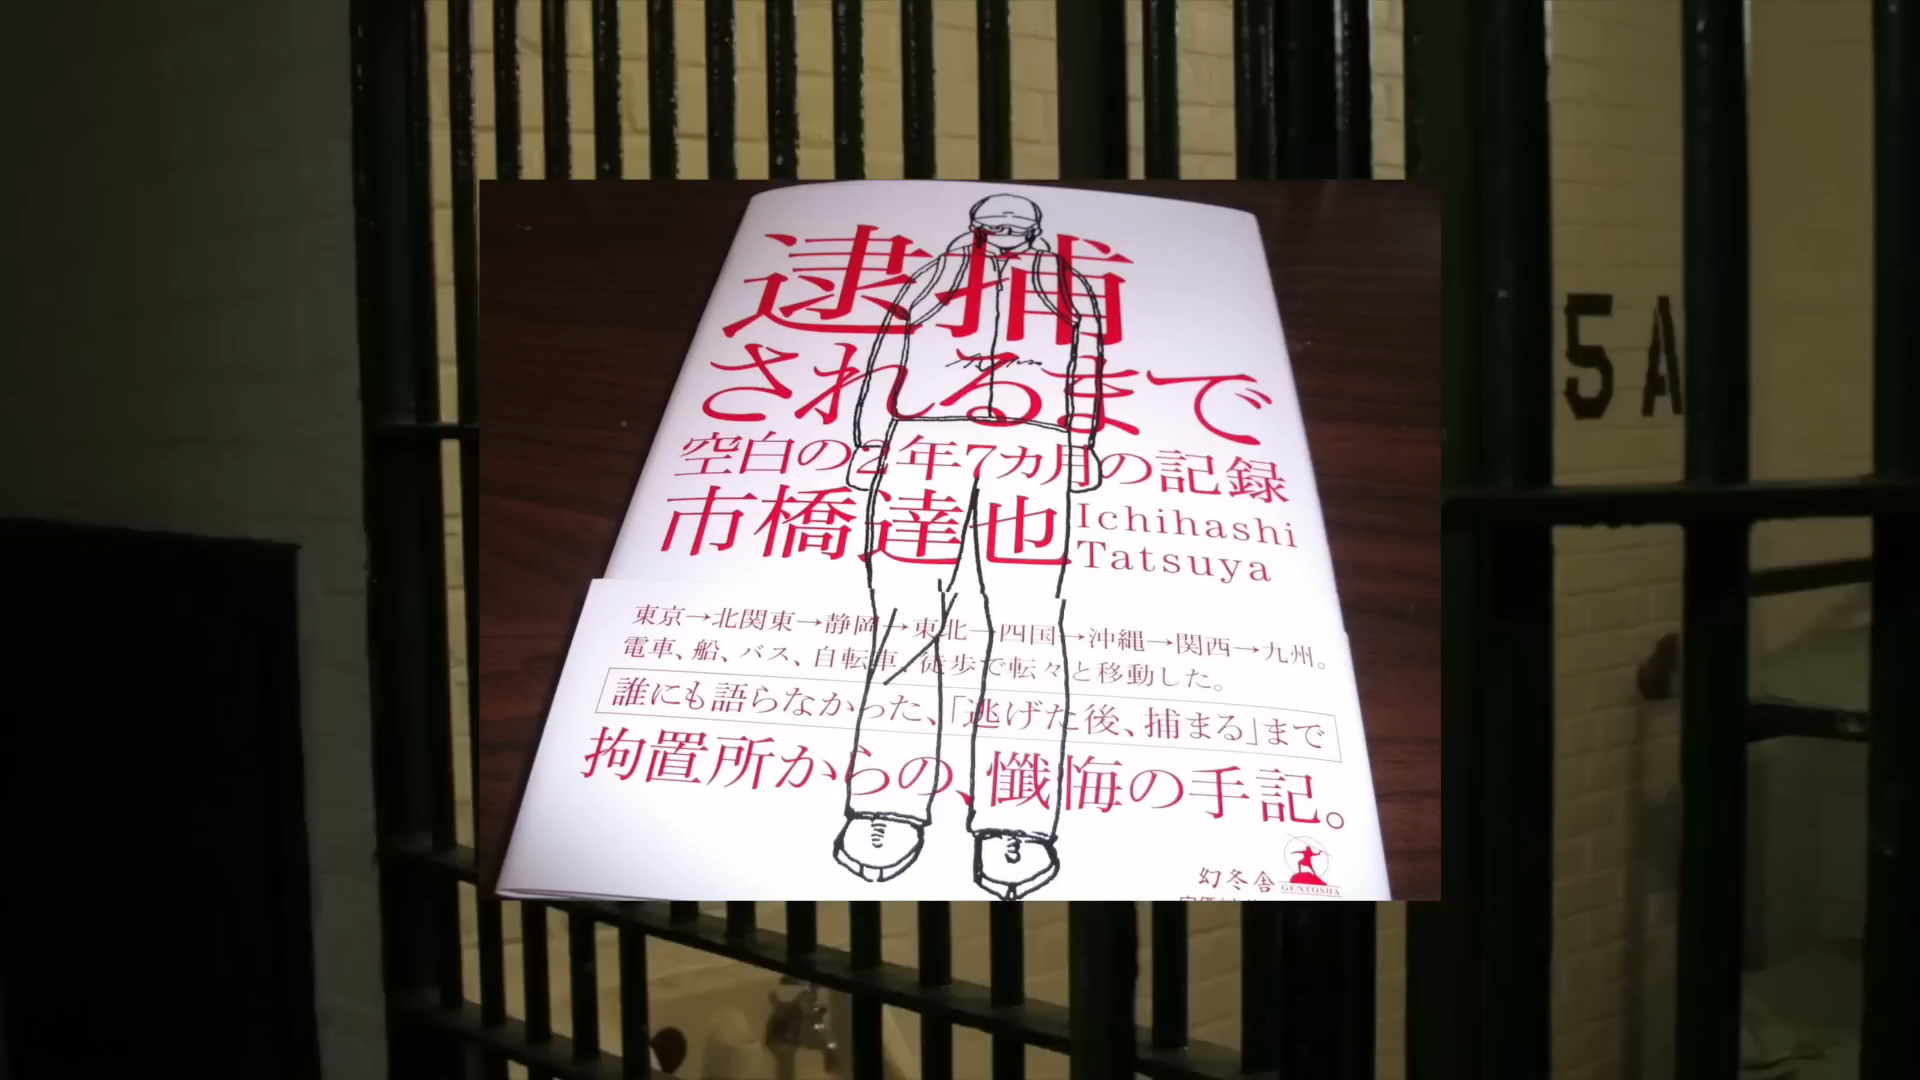 逮捕
されるまで
空白の2年7カ月の記録
市橋達也
Ichihashi
Tatsuya
東京→北関東→静岡→東北→四国→沖縄→関西→九州。
電車、船、バス、自転車、徒歩で転々と移動した。
誰にも語らなかった、「逃げた後、捕まる」まで
拘置所からの、懺悔の手記。
幻冬舎
GENTOSHA
5A